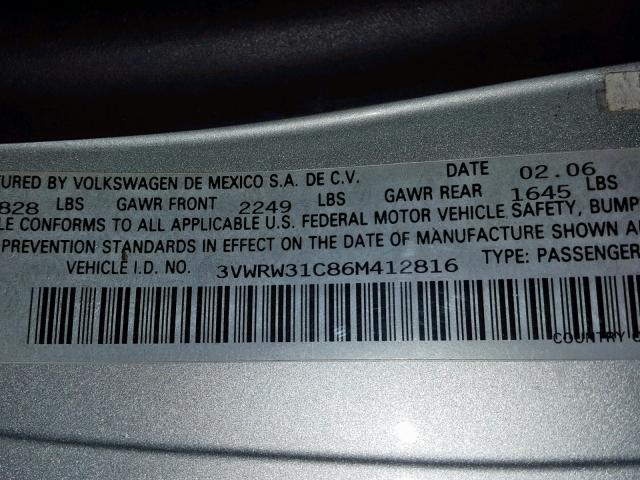 TURED BY VOLKSWAGEN DE MEXICO S.A. DE C.V. DATE 02.06
828 LBS GAWR FRONT 2249 LBS GAWR REAR 1645 LBS
LE CONFORMS TO ALL APPLICABLE U.S. FEDERAL MOTOR VEHICLE SAFETY, BUMP
PREVENTION STANDARDS IN EFFECT ON THE DATE OF MANUFACTURE SHOWN A
VEHICLE I.D. NO. 3VWRW31C86M412816 TYPE: PASSENGER
COUNTRY